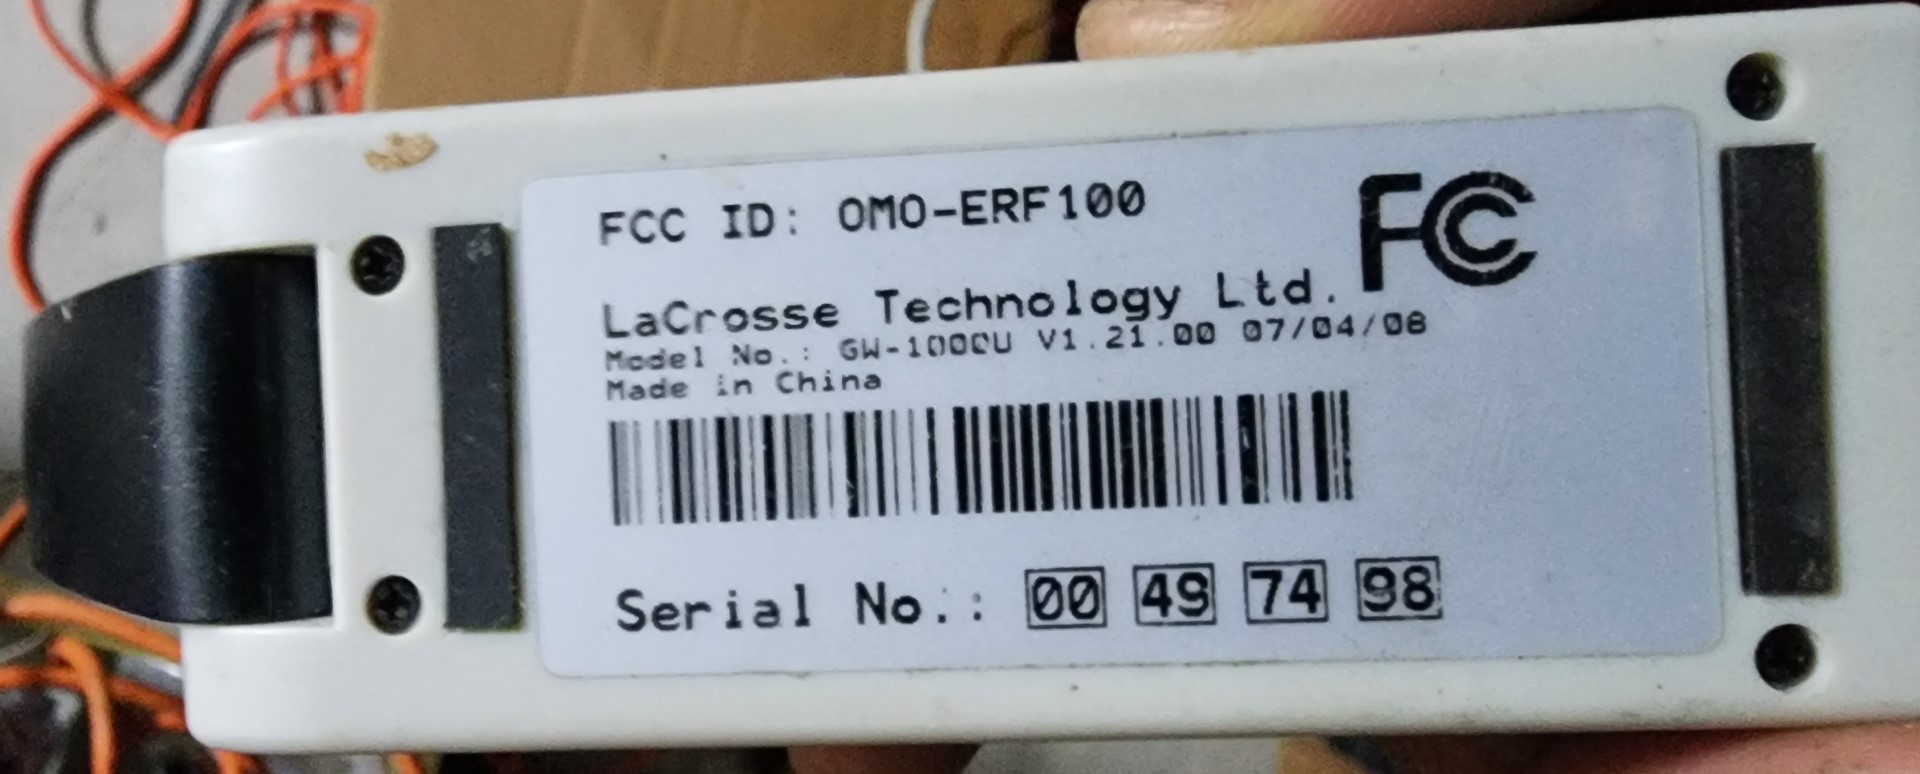 FCC ID: OMO-ERF100
FC
LaCrosse Technology Ltd.
Model No.: GW-1000U V1.21.00 07/04/08
Made in China
Serial No.: 00 49 74 98